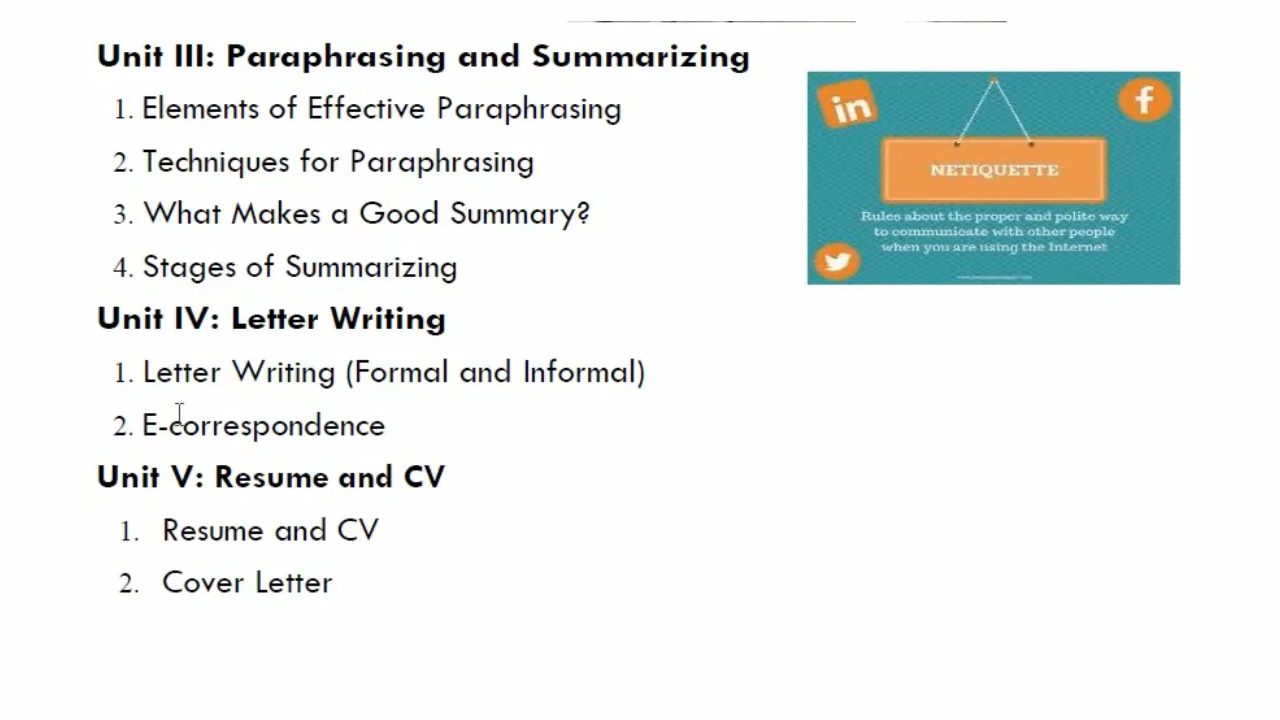 Unit III: Paraphrasing and Summarizing
1. Elements of Effective Paraphrasing
2. Techniques for Paraphrasing
3. What Makes a Good Summary?
4. Stages of Summarizing
Unit IV: Letter Writing
1. Letter Writing (Formal and Informal)
2. E-correspondence
Unit V: Resume and CV
1. Resume and CV
2. Cover Letter
in
f
NETIQUETTE
Rules about the proper and polite way
to communicate with other people
when you are using the Internet